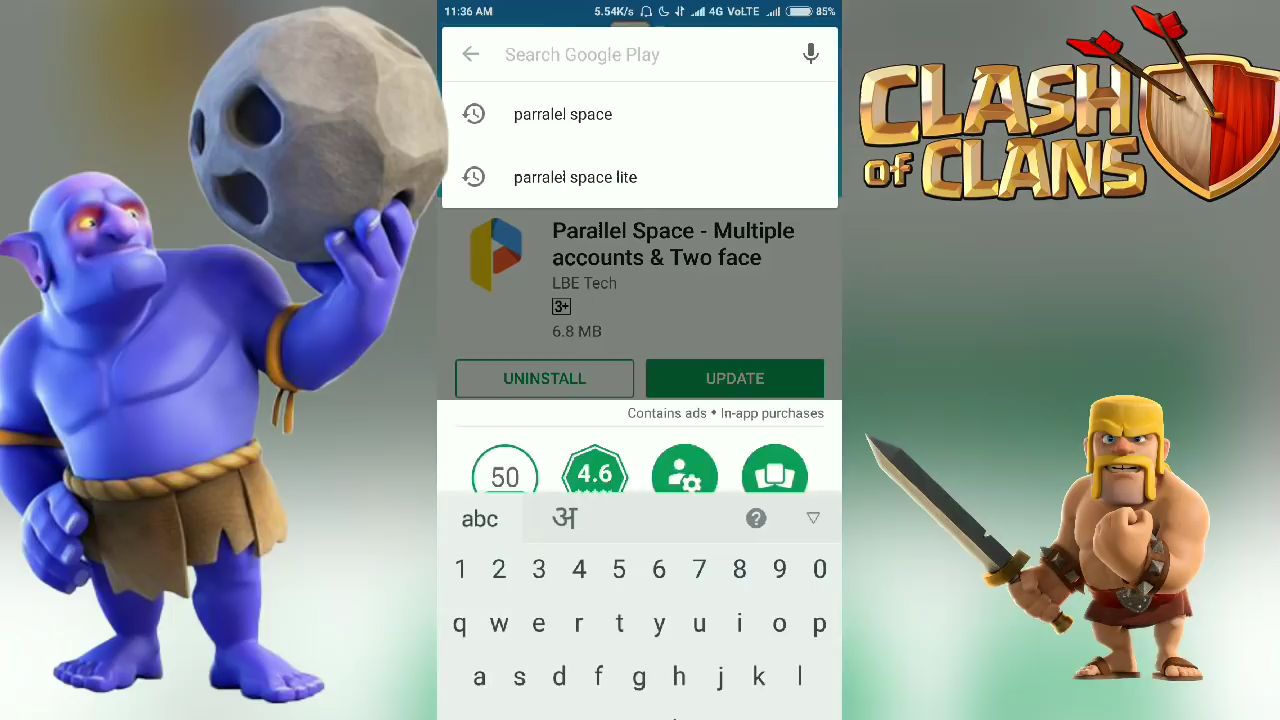 11:36 AM 5.54K/s 4G VoLTE 85%
Search Google Play
parralel space
parralel space lite
Parallel Space - Multiple
accounts & Two face
LBE Tech
3+
6.8 MB
UNINSTALL UPDATE
Contains ads • In-app purchases
50 4.6
abc अ ?
1 2 3 4 5 6 7 8 9 0
q w e r t y u i o p
a s d f g h j k l
CLASH
OF CLANS